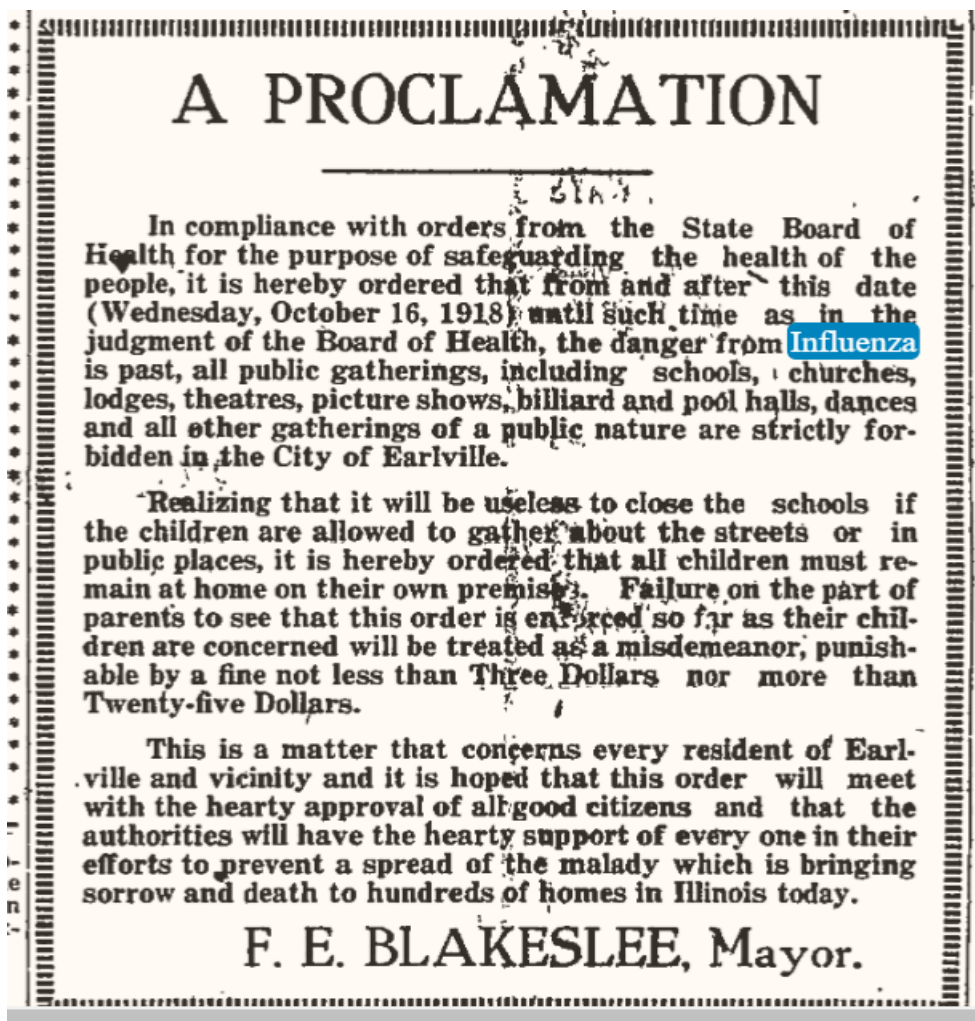 A PROCLAMATION
In compliance with orders from the State Board of
Health for the purpose of safeguarding the health of the
people, it is hereby ordered that from and after this date
(Wednesday, October 16, 1918) until such time as in the
judgment of the Board of Health, the danger from Influenza
is past, all public gatherings, including schools, churches,
lodges, theatres, picture shows, billiard and pool halls, dances
and all other gatherings of a public nature are strictly for-
bidden in the City of Earlville.
Realizing that it will be useless to close the schools if
the children are allowed to gather about the streets or in
public places, it is hereby ordered that all children must re-
main at home on their own premises. Failure on the part of
parents to see that this order is enforced so far as their chil-
dren are concerned will be treated as a misdemeanor, punish-
able by a fine not less than Three Dollars nor more than
Twenty-five Dollars.
This is a matter that concerns every resident of Earl-
ville and vicinity and it is hoped that this order will meet
with the hearty approval of all good citizens and that the
authorities will have the hearty support of every one in their
efforts to prevent a spread of the malady which is bringing
sorrow and death to hundreds of homes in Illinois today.
F. E. BLAKESLEE, Mayor.